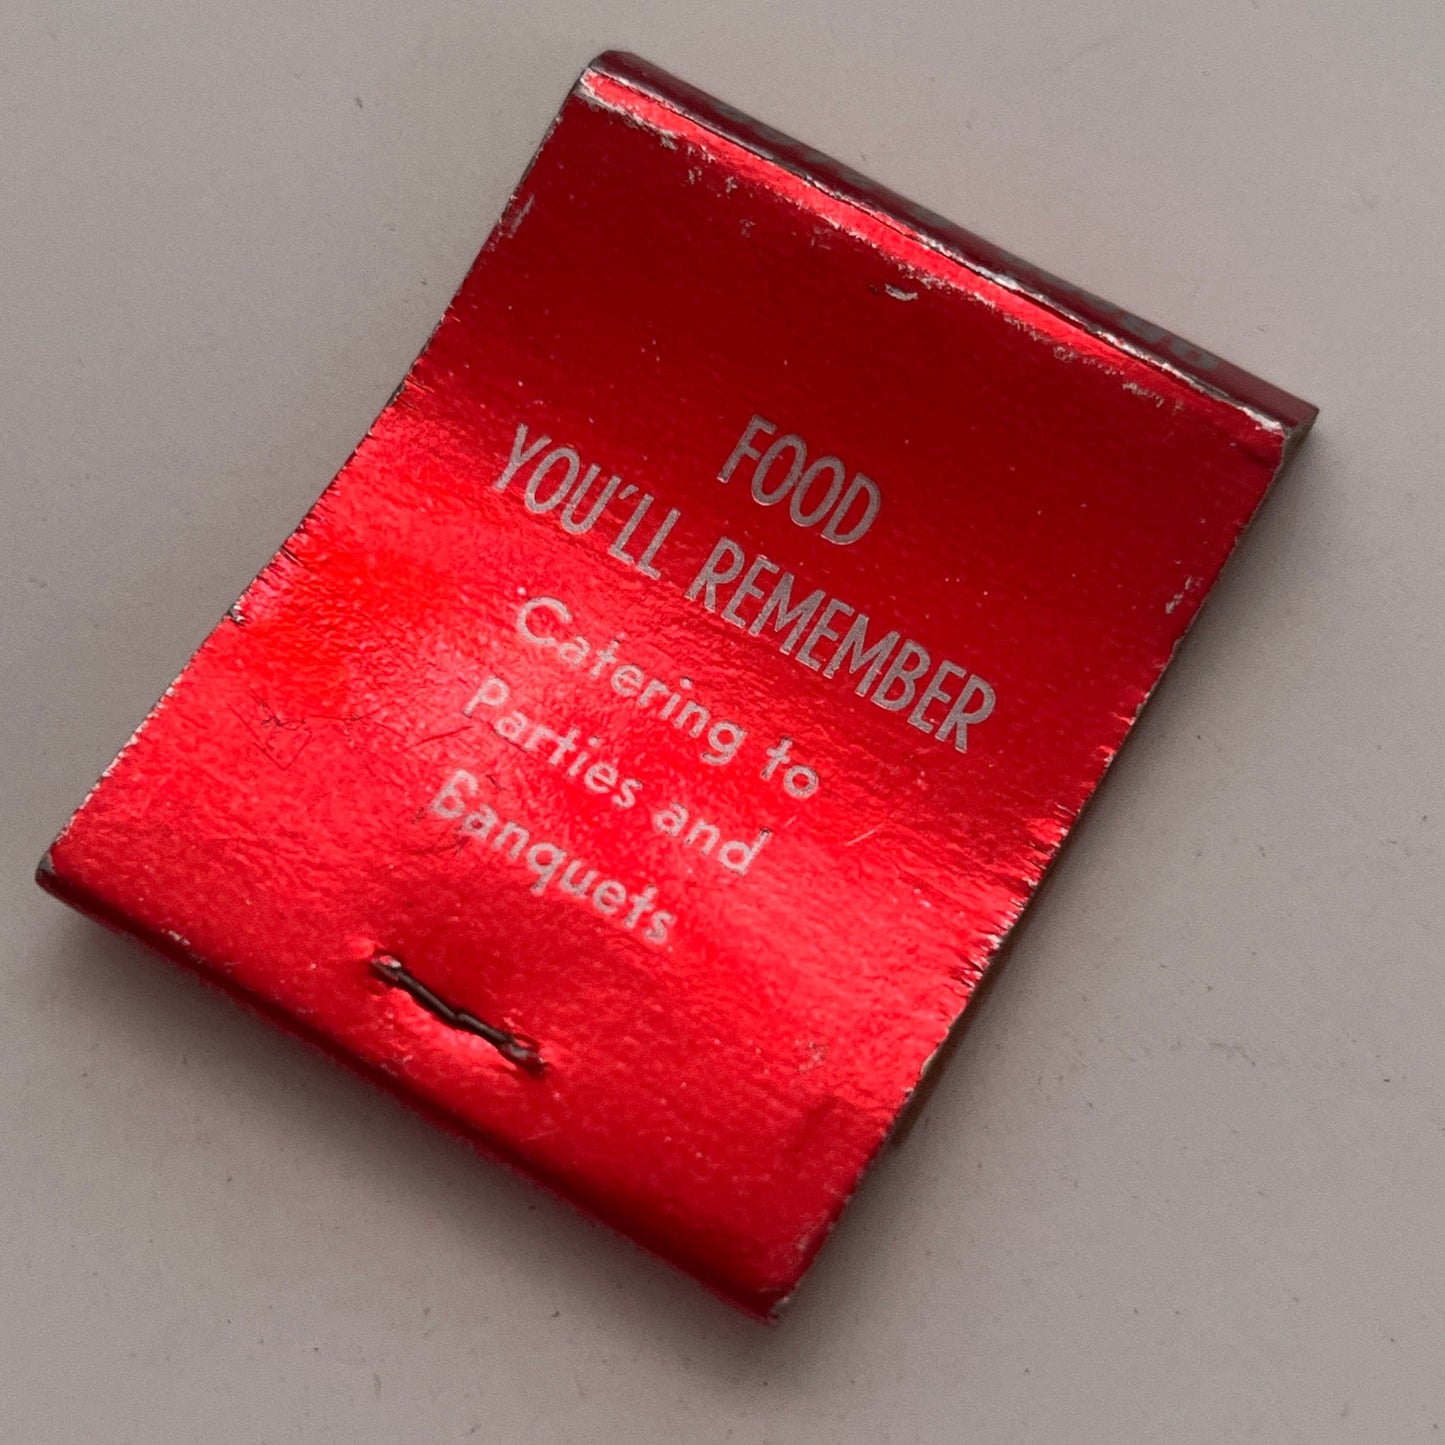 FOOD
YOU'LL REMEMBER
Catering to
Parties and
Banquets